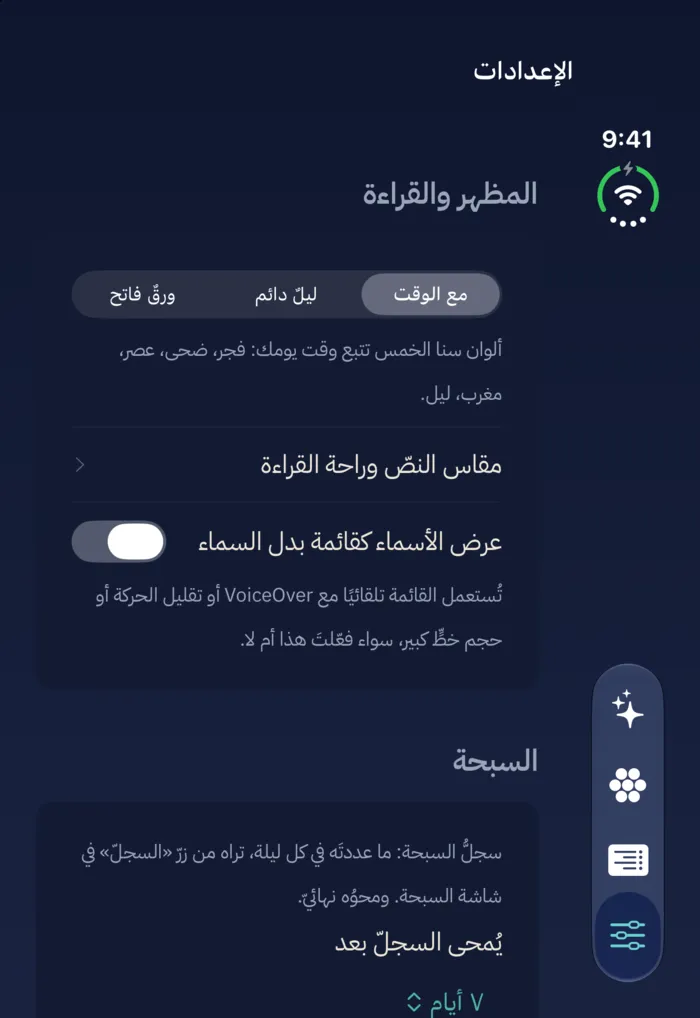 الإعدادات
9:41
المظهر والقراءة
مع الوقت
ليلٌ دائم
ورقٌ فاتح
ألوان سنا الخمس تتبع وقت يومك: فجر، ضحى، عصر،
مغرب، ليل.
مقاس النصّ وراحة القراءة
عرض الأسماء كقائمة بدل السماء
تُستعمل القائمة تلقائيًا مع VoiceOver أو تقليل الحركة أو
حجم خطٍّ كبير، سواء فعّلتَ هذا أم لا.
السبحة
سجلُّ السبحة: ما عددتَه في كل ليلة، تراه من زرّ «السجلّ» في
شاشة السبحة. ومحوُه نهائيّ.
يُمحى السجلّ بعد
٧ أيام